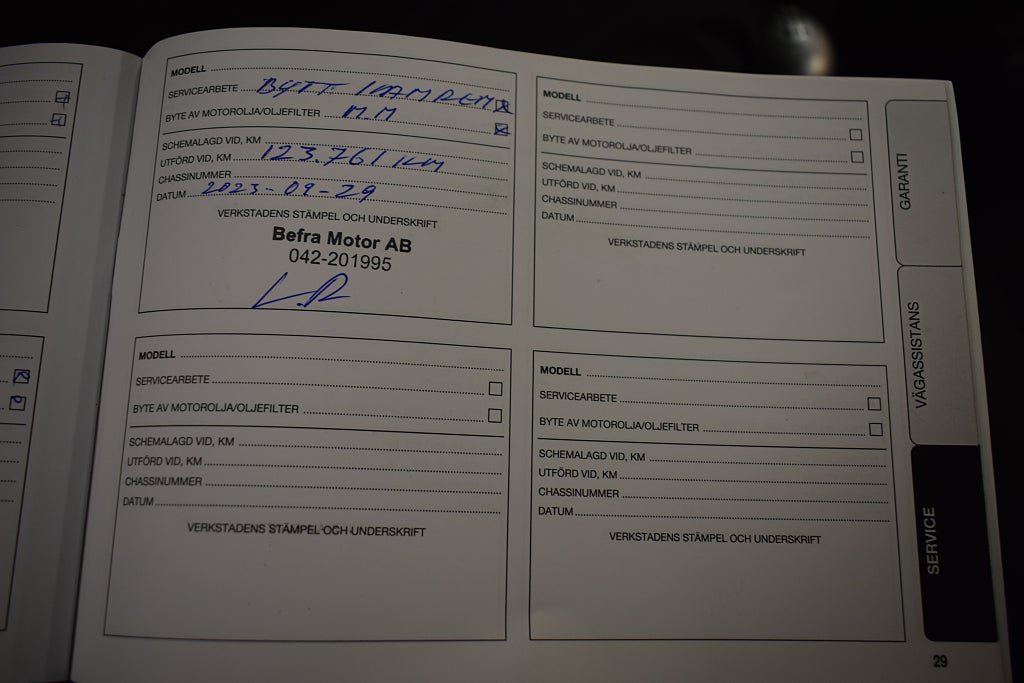 MODELL
SERVICEARBETE BYTT KAMREM
BYTE AV MOTOROLJA/OLJEFILTER M.M
SCHEMALAGD VID, KM
UTFÖRD VID, KM 123.761 KM
CHASSINUMMER
DATUM 2023-09-29
VERKSTADENS STÄMPEL OCH UNDERSKRIFT
Befra Motor AB
042-201995
MODELL
SERVICEARBETE
BYTE AV MOTOROLJA/OLJEFILTER
SCHEMALAGD VID, KM
UTFÖRD VID, KM
CHASSINUMMER
DATUM
VERKSTADENS STÄMPEL OCH UNDERSKRIFT
MODELL
SERVICEARBETE
BYTE AV MOTOROLJA/OLJEFILTER
SCHEMALAGD VID, KM
UTFÖRD VID, KM
CHASSINUMMER
DATUM
VERKSTADENS STÄMPEL OCH UNDERSKRIFT
MODELL
SERVICEARBETE
BYTE AV MOTOROLJA/OLJEFILTER
SCHEMALAGD VID, KM
UTFÖRD VID, KM
CHASSINUMMER
DATUM
VERKSTADENS STÄMPEL OCH UNDERSKRIFT
GARANTI
VÄGASSISTANS
SERVICE
29